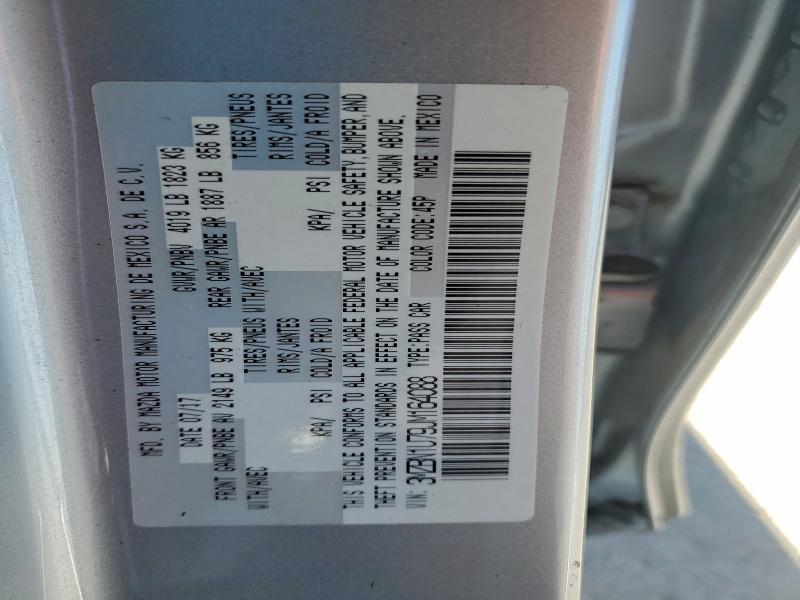 MFD. BY MAZDA MOTOR MANUFACTURING DE MEXICO S.A. DE C.V.
DATE 07/17 GVWR/PNBV 4019 LB 1823 KG
FRONT GAWR/PNBE AV 2149 LB 975 KG REAR GAWR/PNBE AR 1887 LB 856 KG
WITH/AVEC TIRES/PNEUS WITH/AVEC TIRES/PNEUS
RIMS/JANTES RIMS/JANTES
KPA/ PSI COLD/A FROID KPA/ PSI COLD/A FROID
THIS VEHICLE CONFORMS TO ALL APPLICABLE FEDERAL MOTOR VEHICLE SAFETY, BUMPER, AND
THEFT PREVENTION STANDARDS IN EFFECT ON THE DATE OF MANUFACTURE SHOWN ABOVE.
VIN: 3MZBN1U79JM164088 TYPE:PASS CAR COLOR CODE:45P MADE IN MEXICO